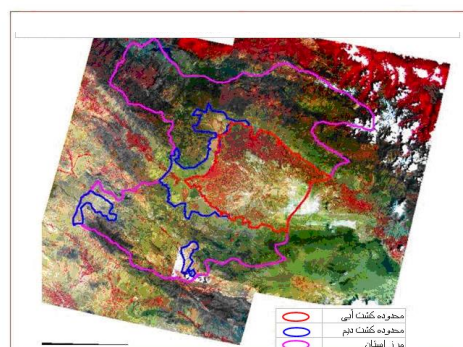 محدوده کشت آبی
محدوده کشت دیم
مرز استان